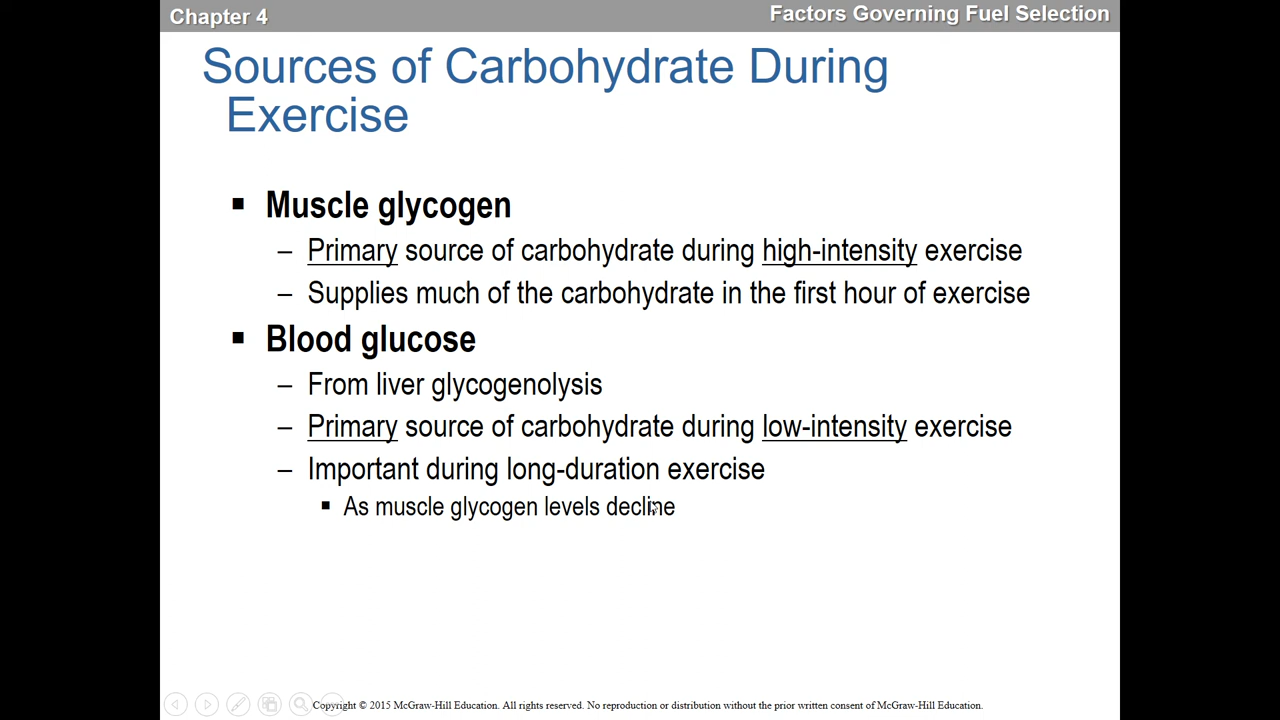 Chapter 4
Factors Governing Fuel Selection
Sources of Carbohydrate During
Exercise
▪ Muscle glycogen
– Primary source of carbohydrate during high-intensity exercise
– Supplies much of the carbohydrate in the first hour of exercise
▪ Blood glucose
– From liver glycogenolysis
– Primary source of carbohydrate during low-intensity exercise
– Important during long-duration exercise
▪ As muscle glycogen levels decline
Copyright © 2015 McGraw-Hill Education. All rights reserved. No reproduction or distribution without the prior written consent of McGraw-Hill Education.